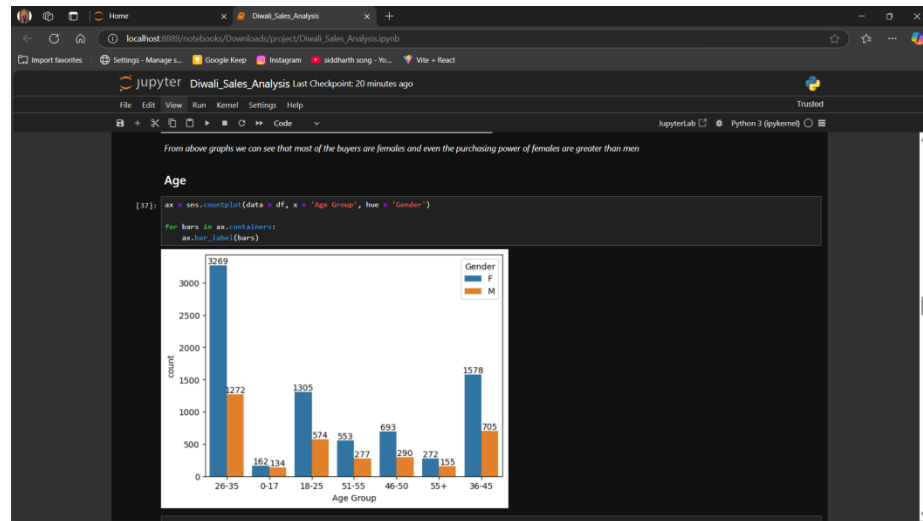 Home
Diwali_Sales_Analysis
localhost:8889/notebooks/Downloads/project/Diwali_Sales_Analysis.ipynb
Import favorites
Settings - Manage s...
Google Keep
Instagram
siddharth song - Yo...
Vite + React
jupyter Diwali_Sales_Analysis Last Checkpoint: 20 minutes ago
File Edit View Run Kernel Settings Help
Trusted
Code
JupyterLab
Python 3 (ipykernel)
From above graphs we can see that most of the buyers are females and even the purchasing power of females are greater than men
Age
[37]: ax = sns.countplot(data = df, x = 'Age Group', hue = 'Gender')
for bars in ax.containers:
ax.bar_label(bars)
Gender
F
M
count
3000
2500
2000
1500
1000
500
0
3269
1272
162
134
1305
574
553
277
693
290
272
155
1578
705
26-35
0-17
18-25
51-55
46-50
55+
36-45
Age Group